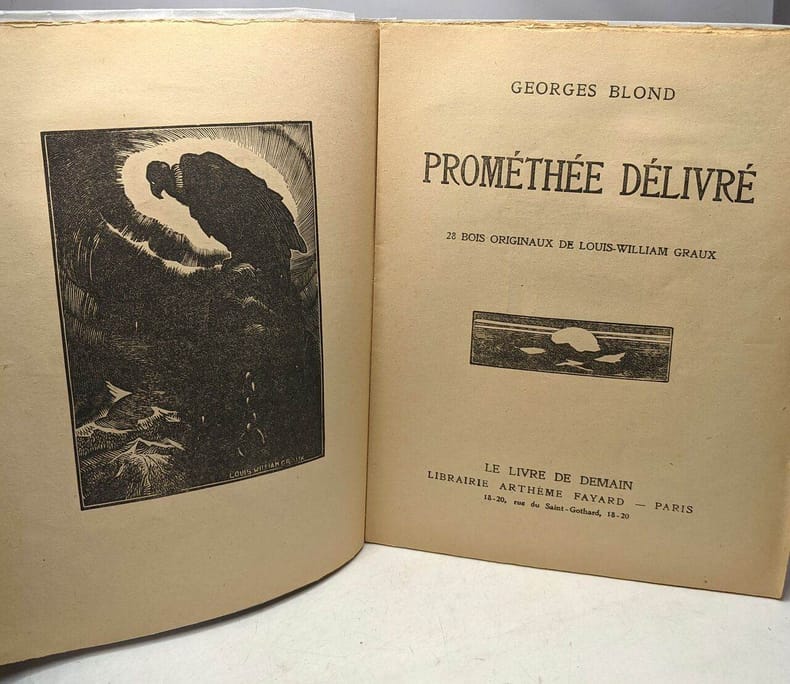 LOUIS-WILLIAM GRAUX
GEORGES BLOND
PROMÉTHÉE DÉLIVRÉ
28 BOIS ORIGINAUX DE LOUIS-WILLIAM GRAUX
LE LIVRE DE DEMAIN
LIBRAIRIE ARTHÈME FAYARD — PARIS
18-20, rue du Saint-Gothard, 18-20